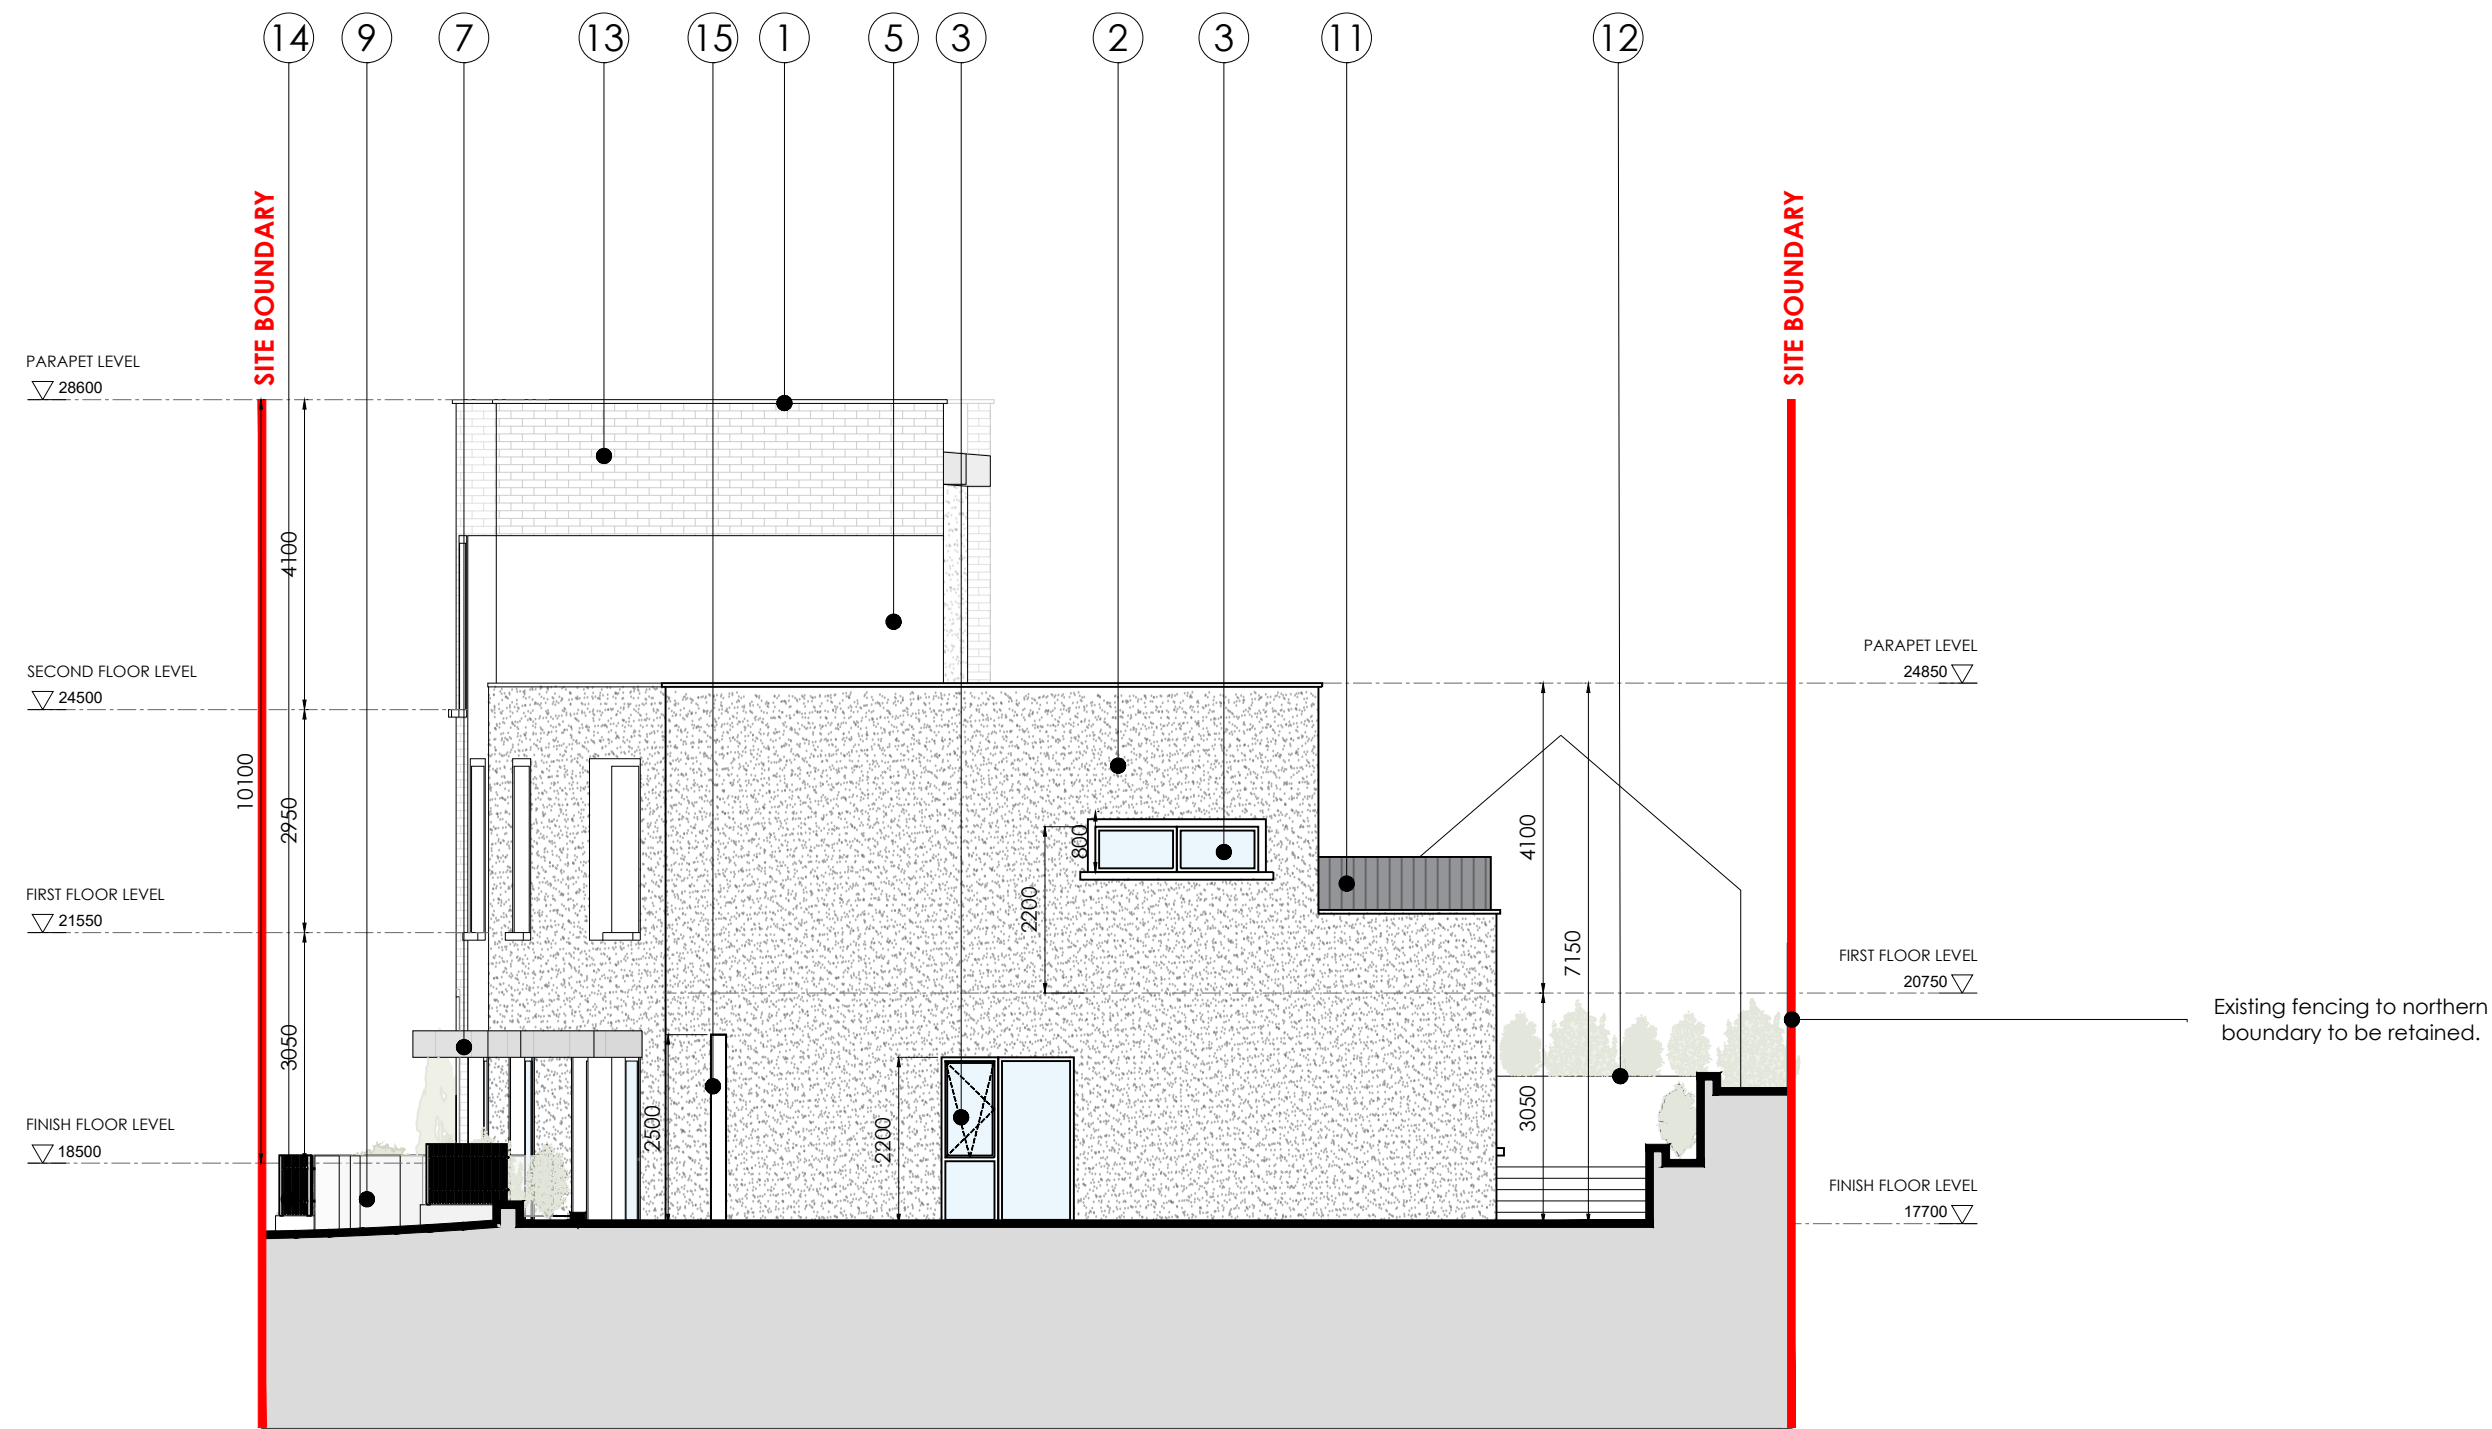 14 9 7 13 15 1 5 3 2 3 11 12
SITE BOUNDARY
SITE BOUNDARY
PARAPET LEVEL
28600
4100
SECOND FLOOR LEVEL
24500
10100
2950
FIRST FLOOR LEVEL
21550
3050
FINISH FLOOR LEVEL
18500
2500
2200
2200
800
PARAPET LEVEL
24850
4100
7150
FIRST FLOOR LEVEL
20750
3050
FINISH FLOOR LEVEL
17700
Existing fencing to northern
boundary to be retained.